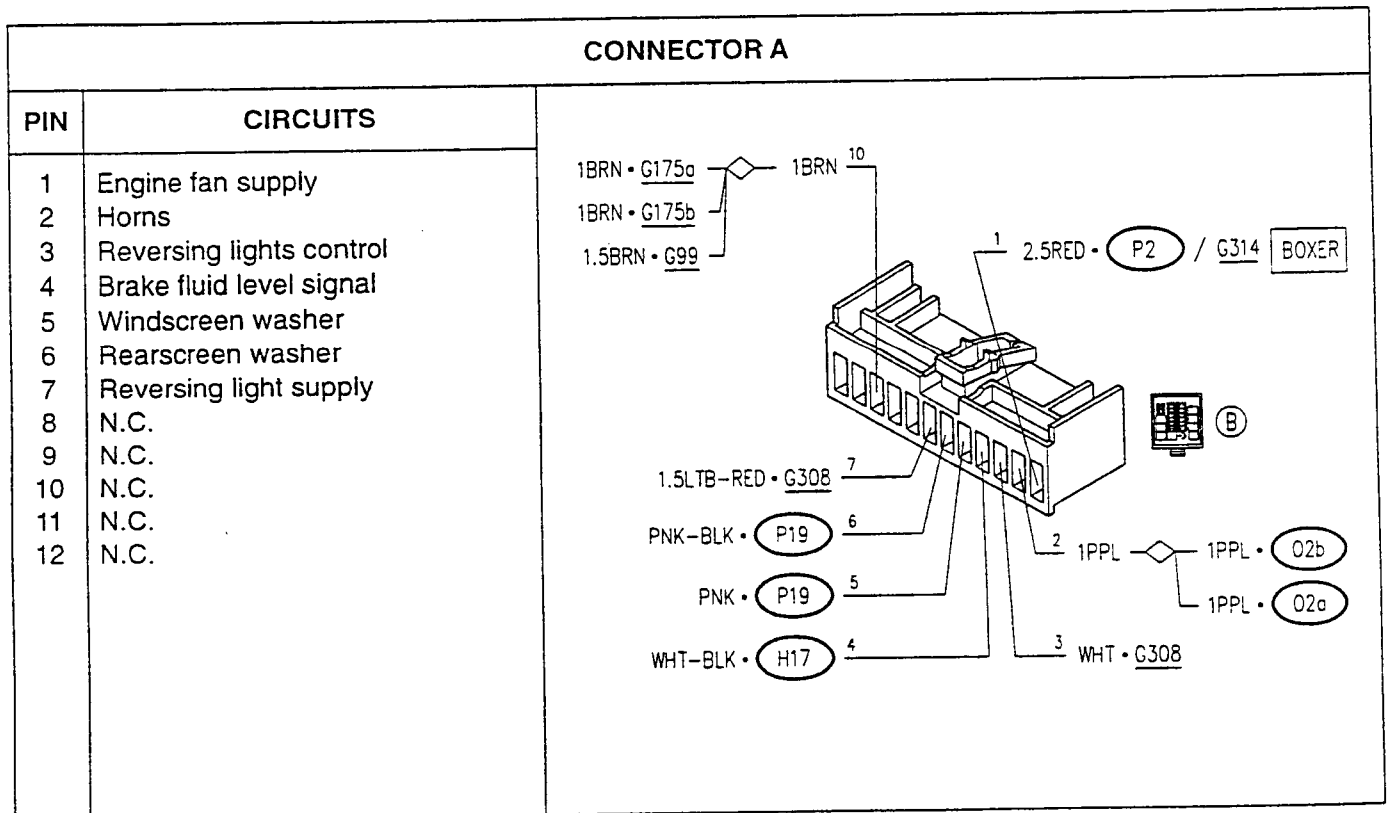 CONNECTOR A
PIN CIRCUITS
1 Engine fan supply
2 Horns
3 Reversing lights control
4 Brake fluid level signal
5 Windscreen washer
6 Rearscreen washer
7 Reversing light supply
8 N.C.
9 N.C.
10 N.C.
11 N.C.
12 N.C.
1BRN • G175a 1BRN 10
1BRN • G175b
1.5BRN • G99
1 2.5RED • P2 / G314 BOXER
B
1.5LTB-RED • G308 7
PNK-BLK • P19 6
PNK • P19 5
WHT-BLK • H17 4
2 1PPL 1PPL • O2b
1PPL • O2a
3 WHT • G308